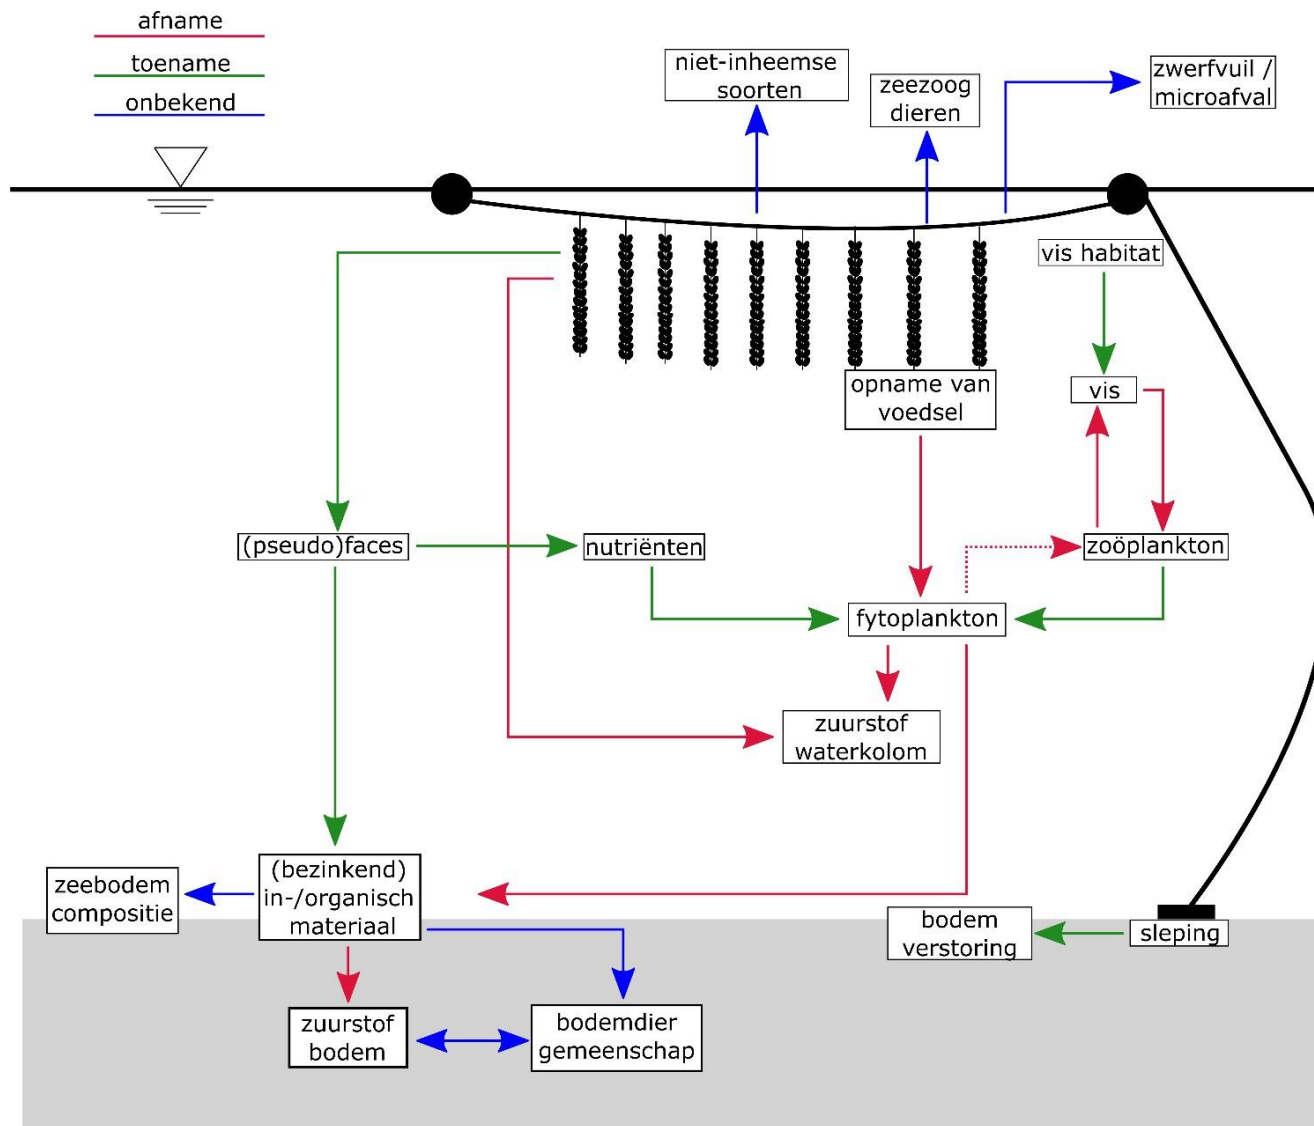 afname
toename
onbekend
niet-inheemse
soorten
zeezoog
dieren
zwerfvuil /
microafval
vis habitat
vis
opname van
voedsel
(pseudo)faces
nutriënten
zoöplankton
fytoplankton
zuurstof
waterkolom
(bezinkend)
in-/organisch
materiaal
zeebodem
compositie
bodem
verstoring
sleping
zuurstof
bodem
bodemdier
gemeenschap